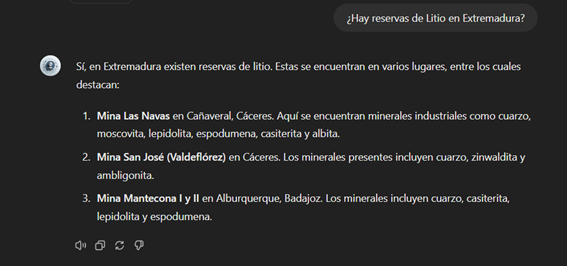 ¿Hay reservas de Litio en Extremadura?
Sí, en Extremadura existen reservas de litio. Estas se encuentran en varios lugares, entre los cuales
destacan:
1. Mina Las Navas en Cañaveral, Cáceres. Aquí se encuentran minerales industriales como cuarzo,
moscovita, lepidolita, espodumena, casiterita y albita.
2. Mina San José (Valdeflórez) en Cáceres. Los minerales presentes incluyen cuarzo, zinwaldita y
ambligonita.
3. Mina Mantecona I y II en Alburquerque, Badajoz. Los minerales incluyen cuarzo, casiterita,
lepidolita y espodumena.